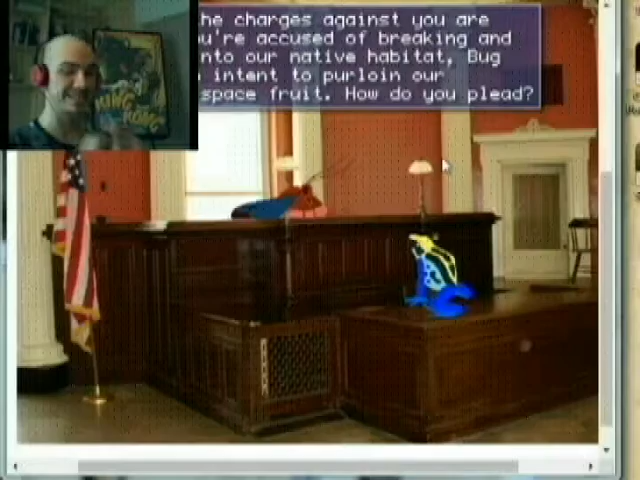 he charges against you are
u're accused of breaking and
nto our native habitat, Bug
intent to purloin our
space fruit. How do you plead?
KING
KONG